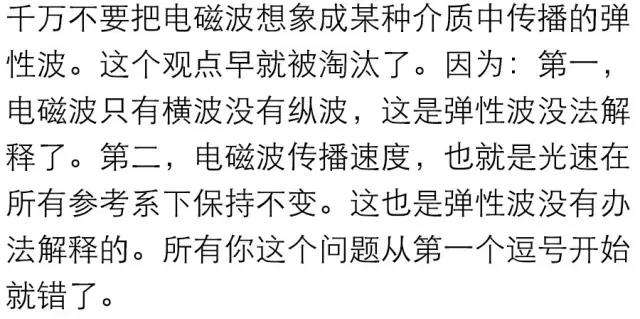 千万不要把电磁波想象成某种介质中传播的弹
性波。这个观点早就被淘汰了。因为：第一，
电磁波只有横波没有纵波，这是弹性波没法解
释了。第二，电磁波传播速度，也就是光速在
所有参考系下保持不变。这也是弹性波没有办
法解释的。所有你这个问题从第一个逗号开始
就错了。